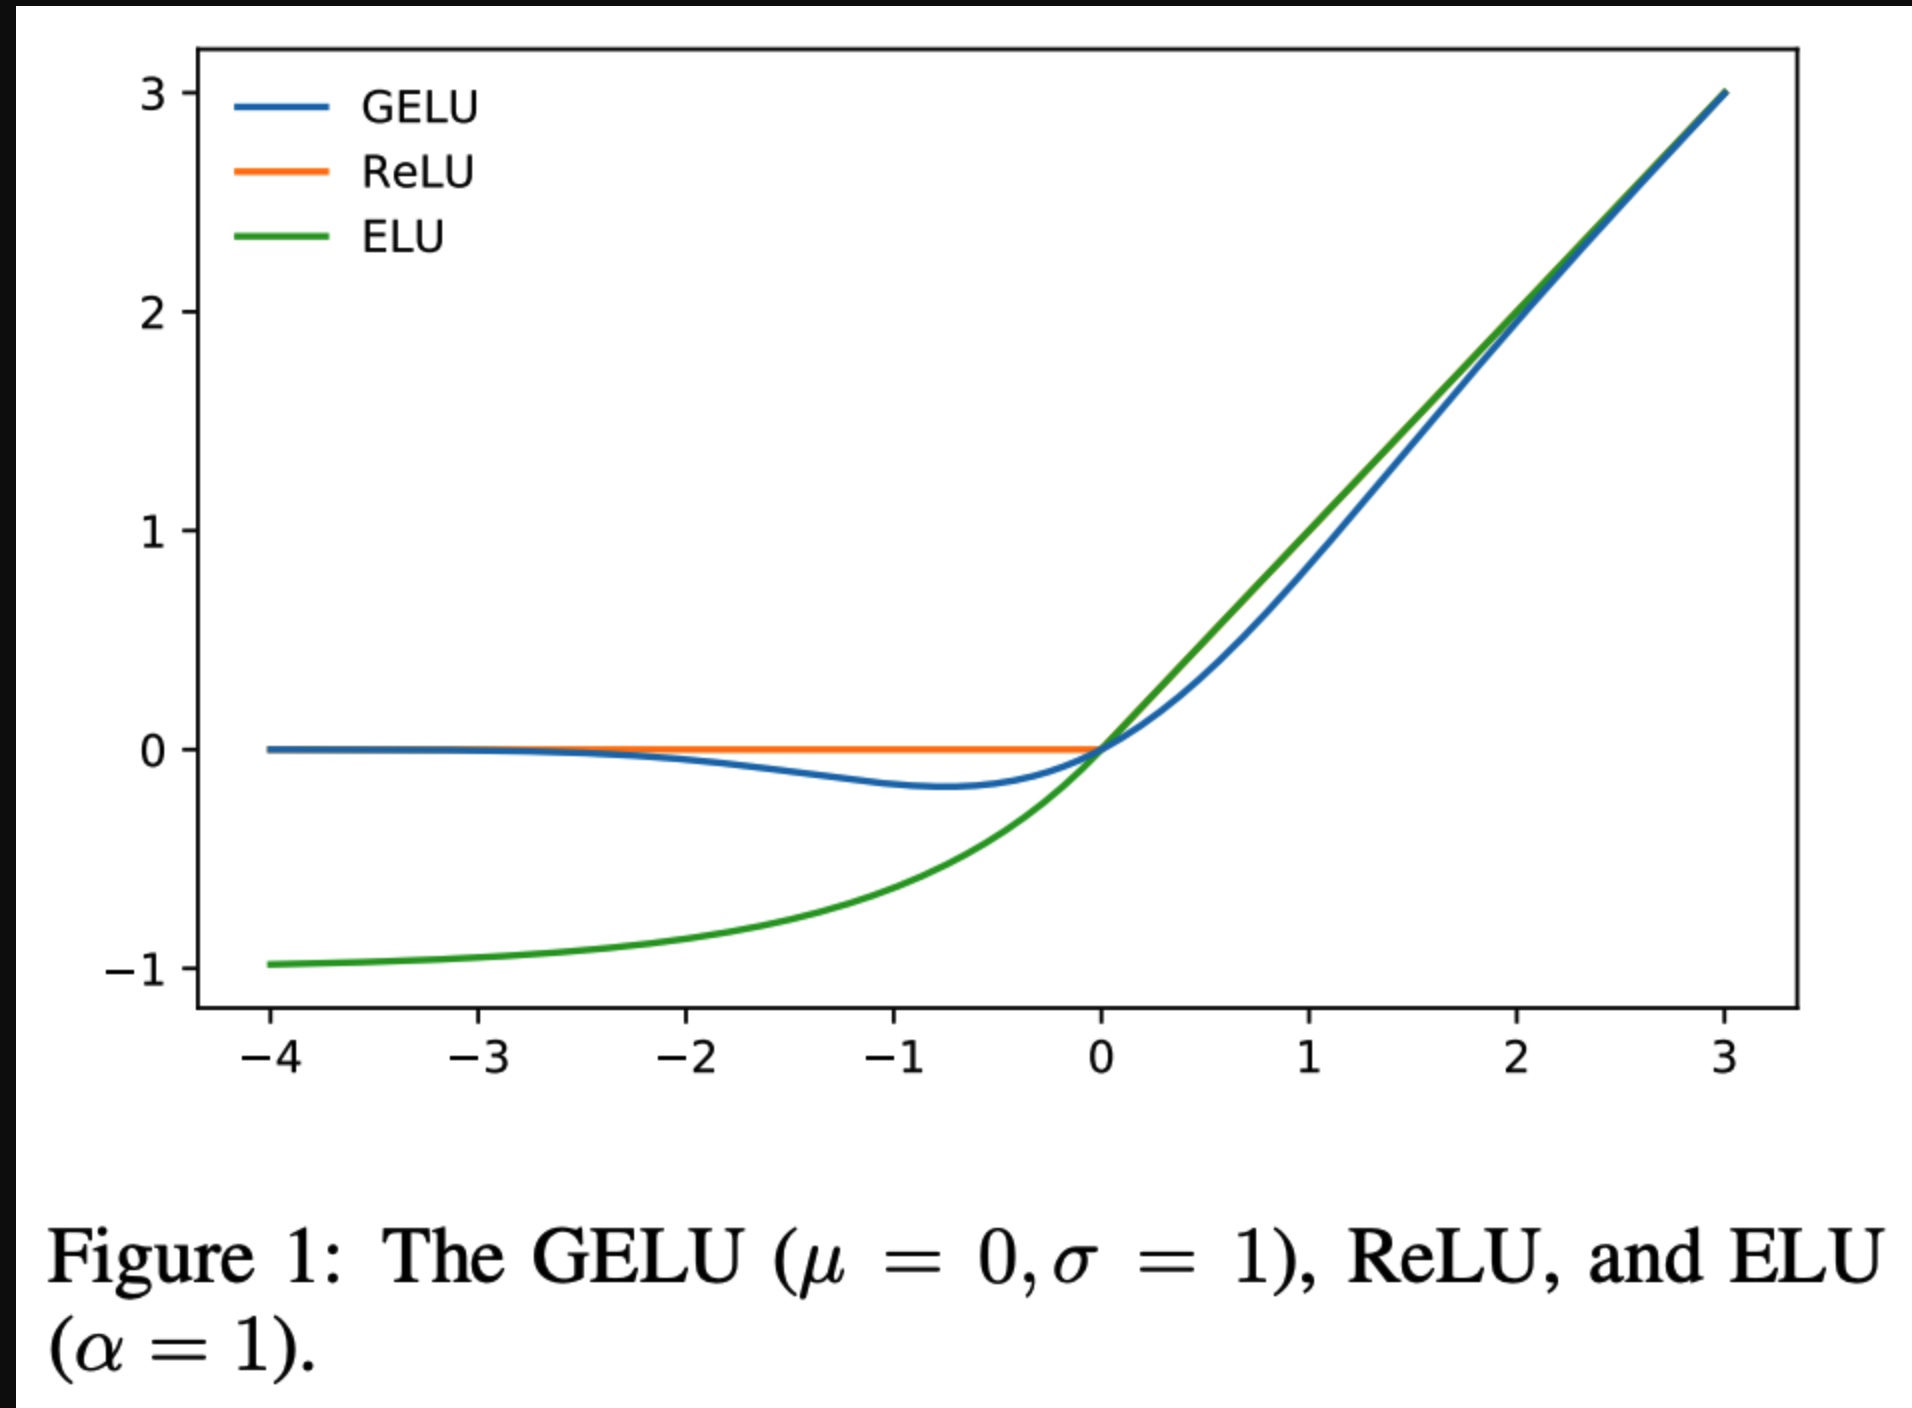 3
GELU
ReLU
ELU
2
1
0
−1
−4 −3 −2 −1 0 1 2 3
Figure 1: The GELU (μ = 0, σ = 1), ReLU, and ELU
(α = 1).